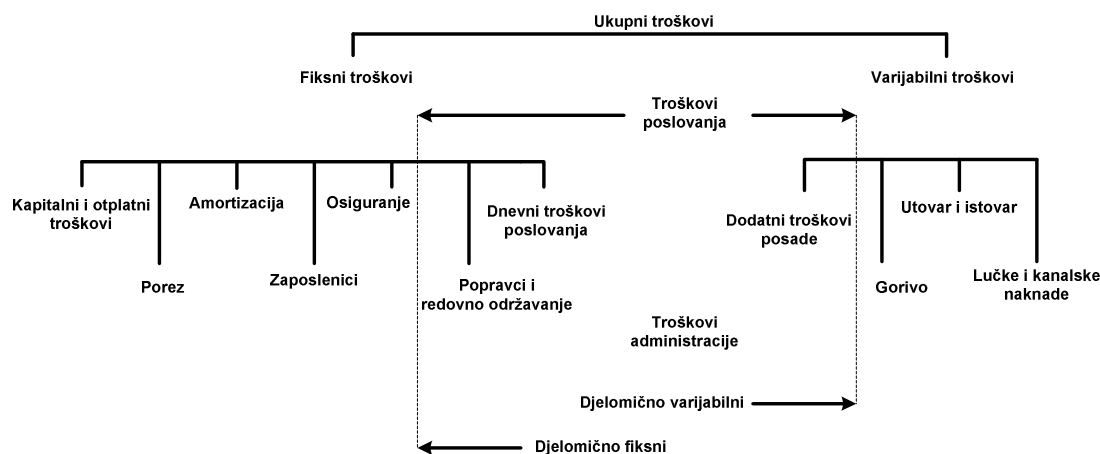 Ukupni troškovi
Fiksni troškovi
Varijabilni troškovi
Troškovi
poslovanja
Kapitalni i otplatni
troškovi
Porez
Amortizacija
Zaposlenici
Osiguranje
Popravci i
redovno održavanje
Dnevni troškovi
poslovanja
Dodatni troškovi
posade
Gorivo
Utovar i istovar
Lučke i kanalske
naknade
Troškovi
administracije
Djelomično varijabilni
Djelomično fiksni